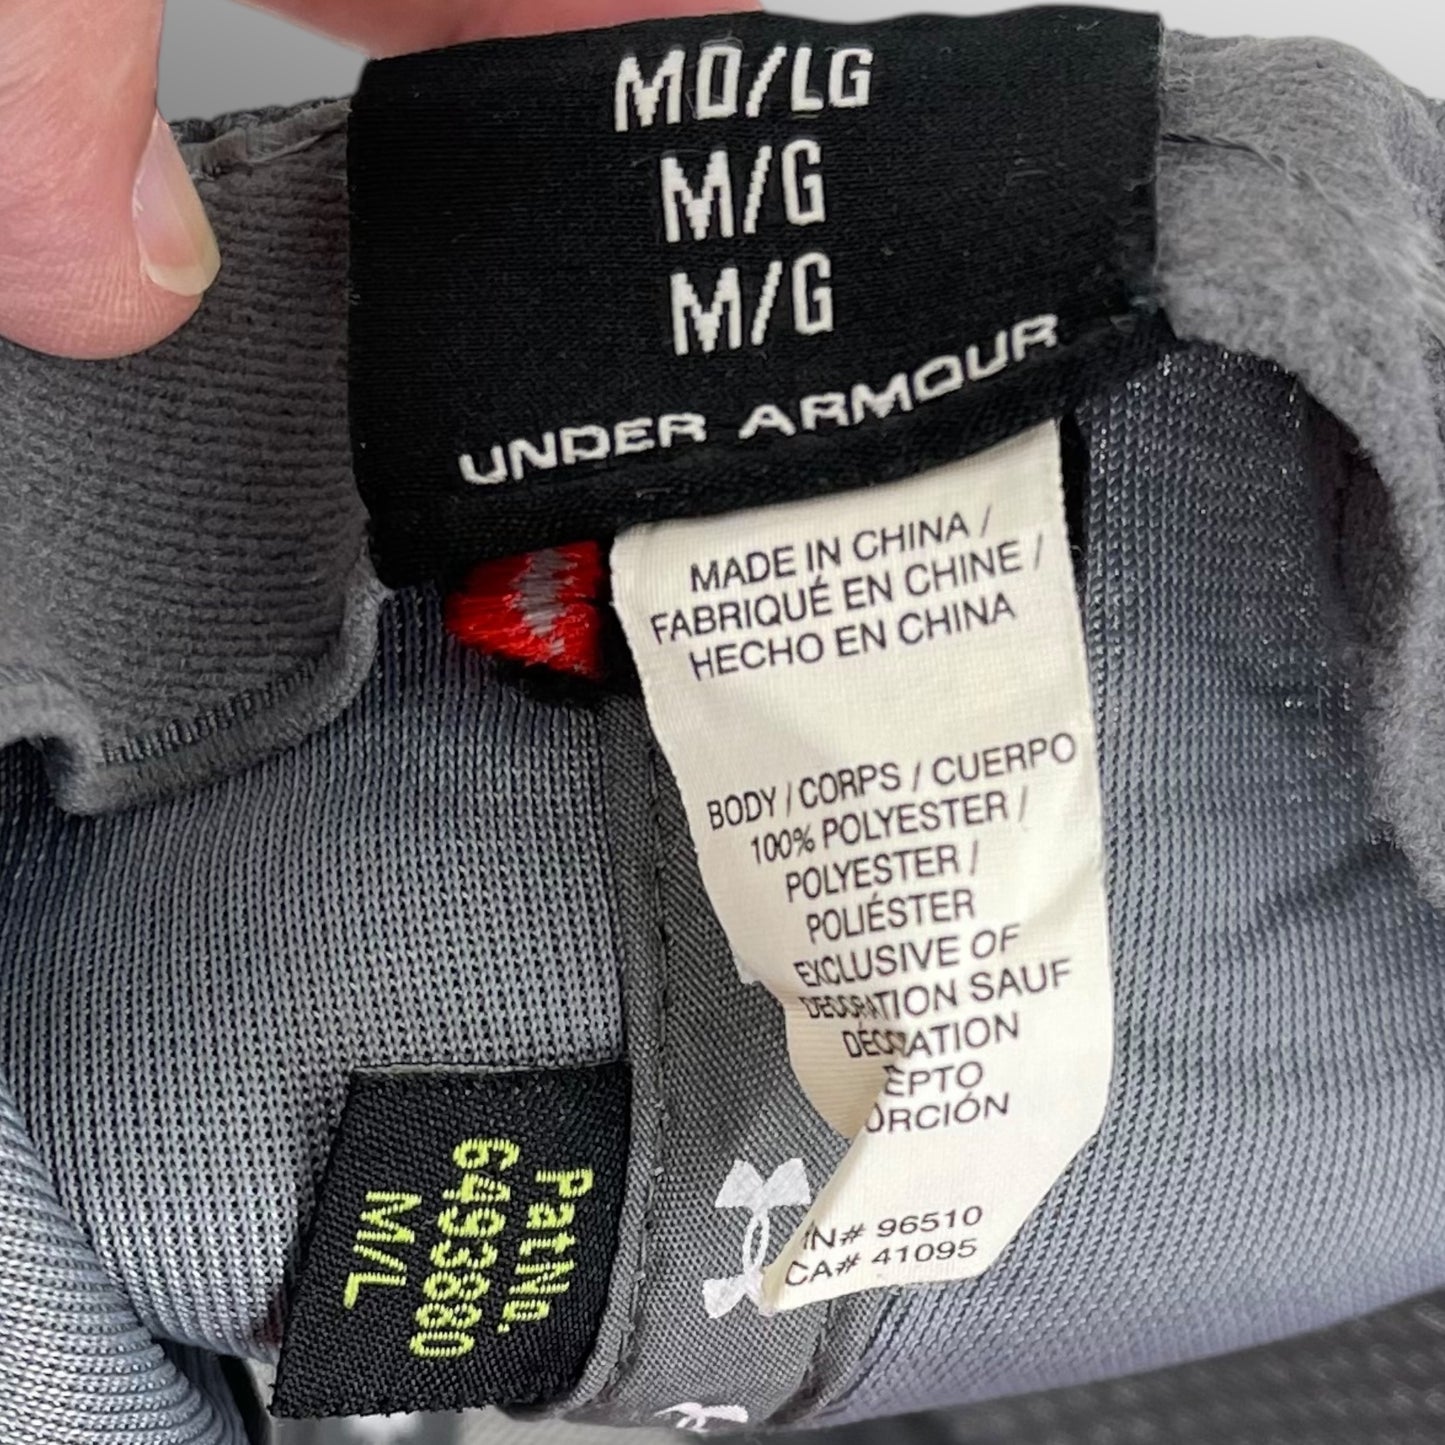 MD/LG
M/G
M/G
UNDER ARMOUR
MADE IN CHINA /
FABRIQUÉ EN CHINE /
HECHO EN CHINA
BODY / CORPS / CUERPO
100% POLYESTER /
POLYESTER /
POLIÉSTER
EXCLUSIVE OF
DECORATION SAUF
DÉCORATION
EPTO
ORCIÓN
N# 96510
CA# 41095
Pat No.
6493880
M/L